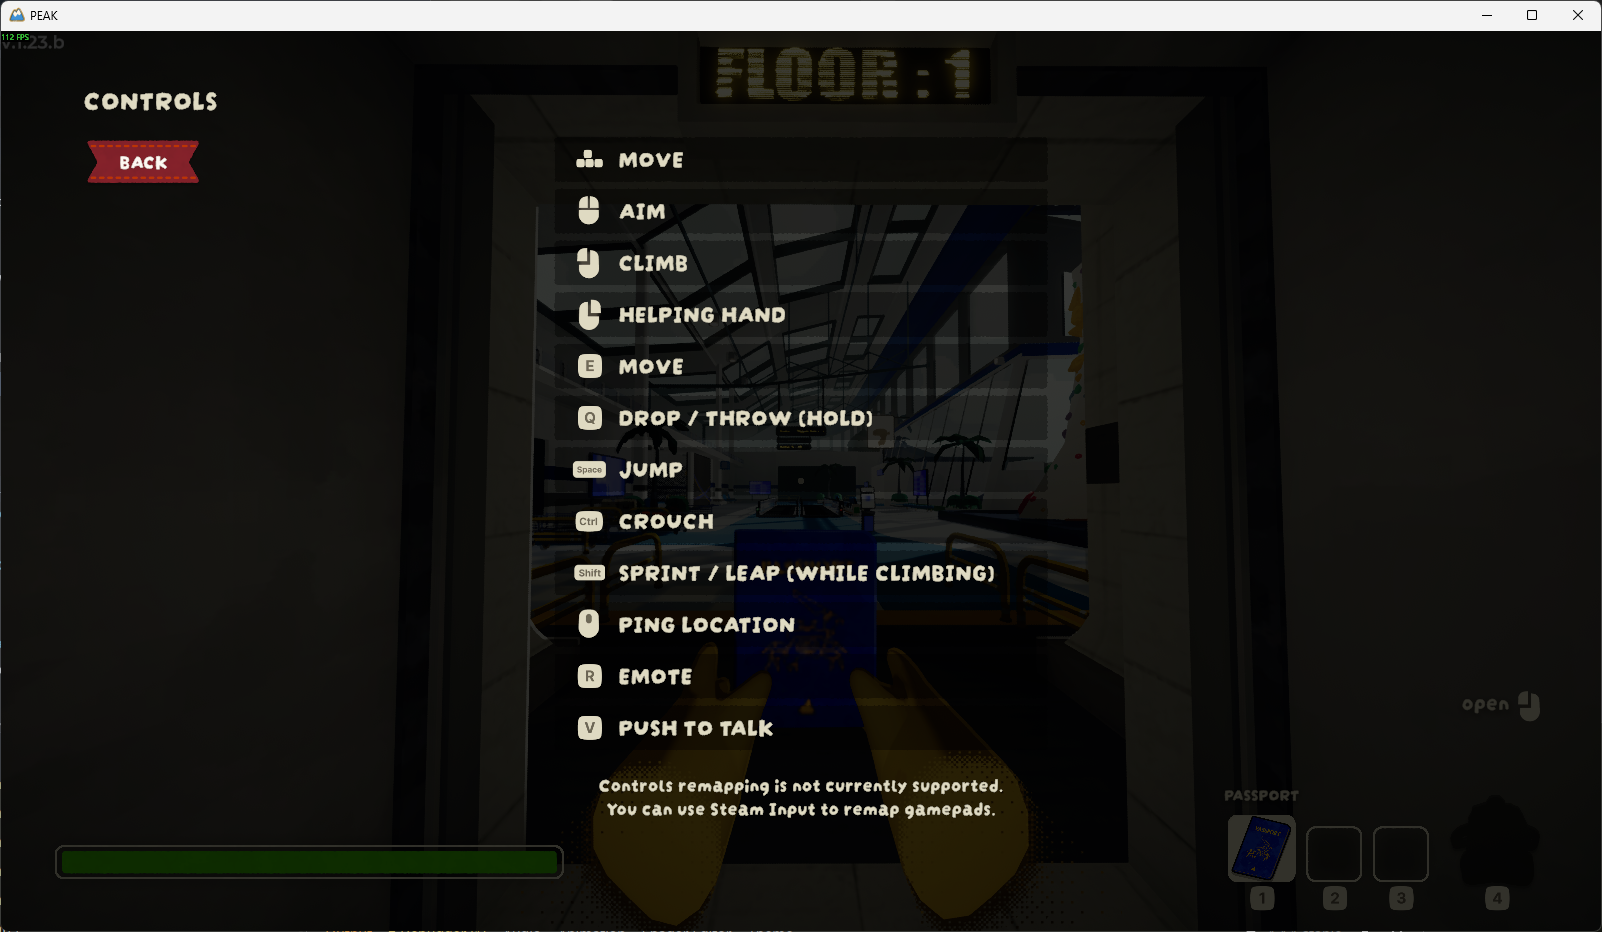 PEAK
112 FPS
v.1.23.b
FLOOR:1
CONTROLS
BACK
MOVE
AIM
CLIMB
HELPING HAND
E MOVE
Q DROP / THROW (HOLD)
Space JUMP
Ctrl CROUCH
Shift SPRINT / LEAP (WHILE CLIMBING)
PING LOCATION
R EMOTE
V PUSH TO TALK
Controls remapping is not currently supported.
You can use Steam Input to remap gamepads.
open
PASSPORT
PASSPORT
1 2 3 4